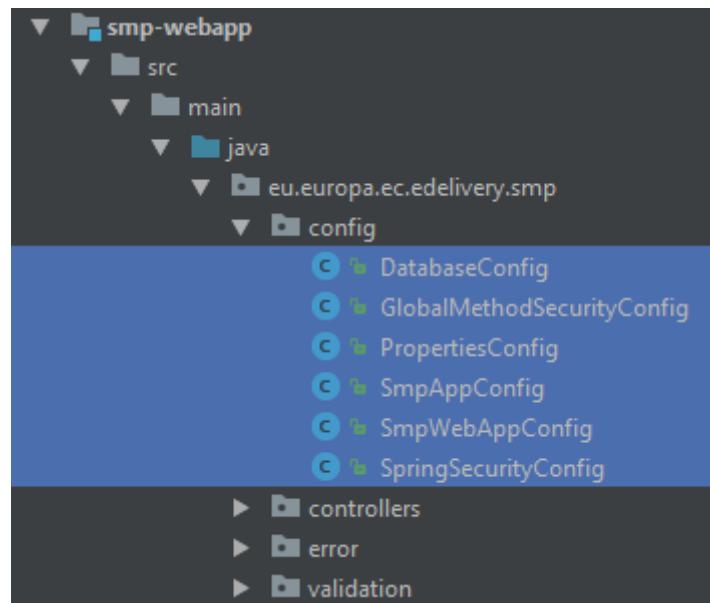 smp-webapp
src
main
java
eu.europa.ec.edelivery.smp
config
C DatabaseConfig
C GlobalMethodSecurityConfig
C PropertiesConfig
C SmpAppConfig
C SmpWebAppConfig
C SpringSecurityConfig
controllers
error
validation